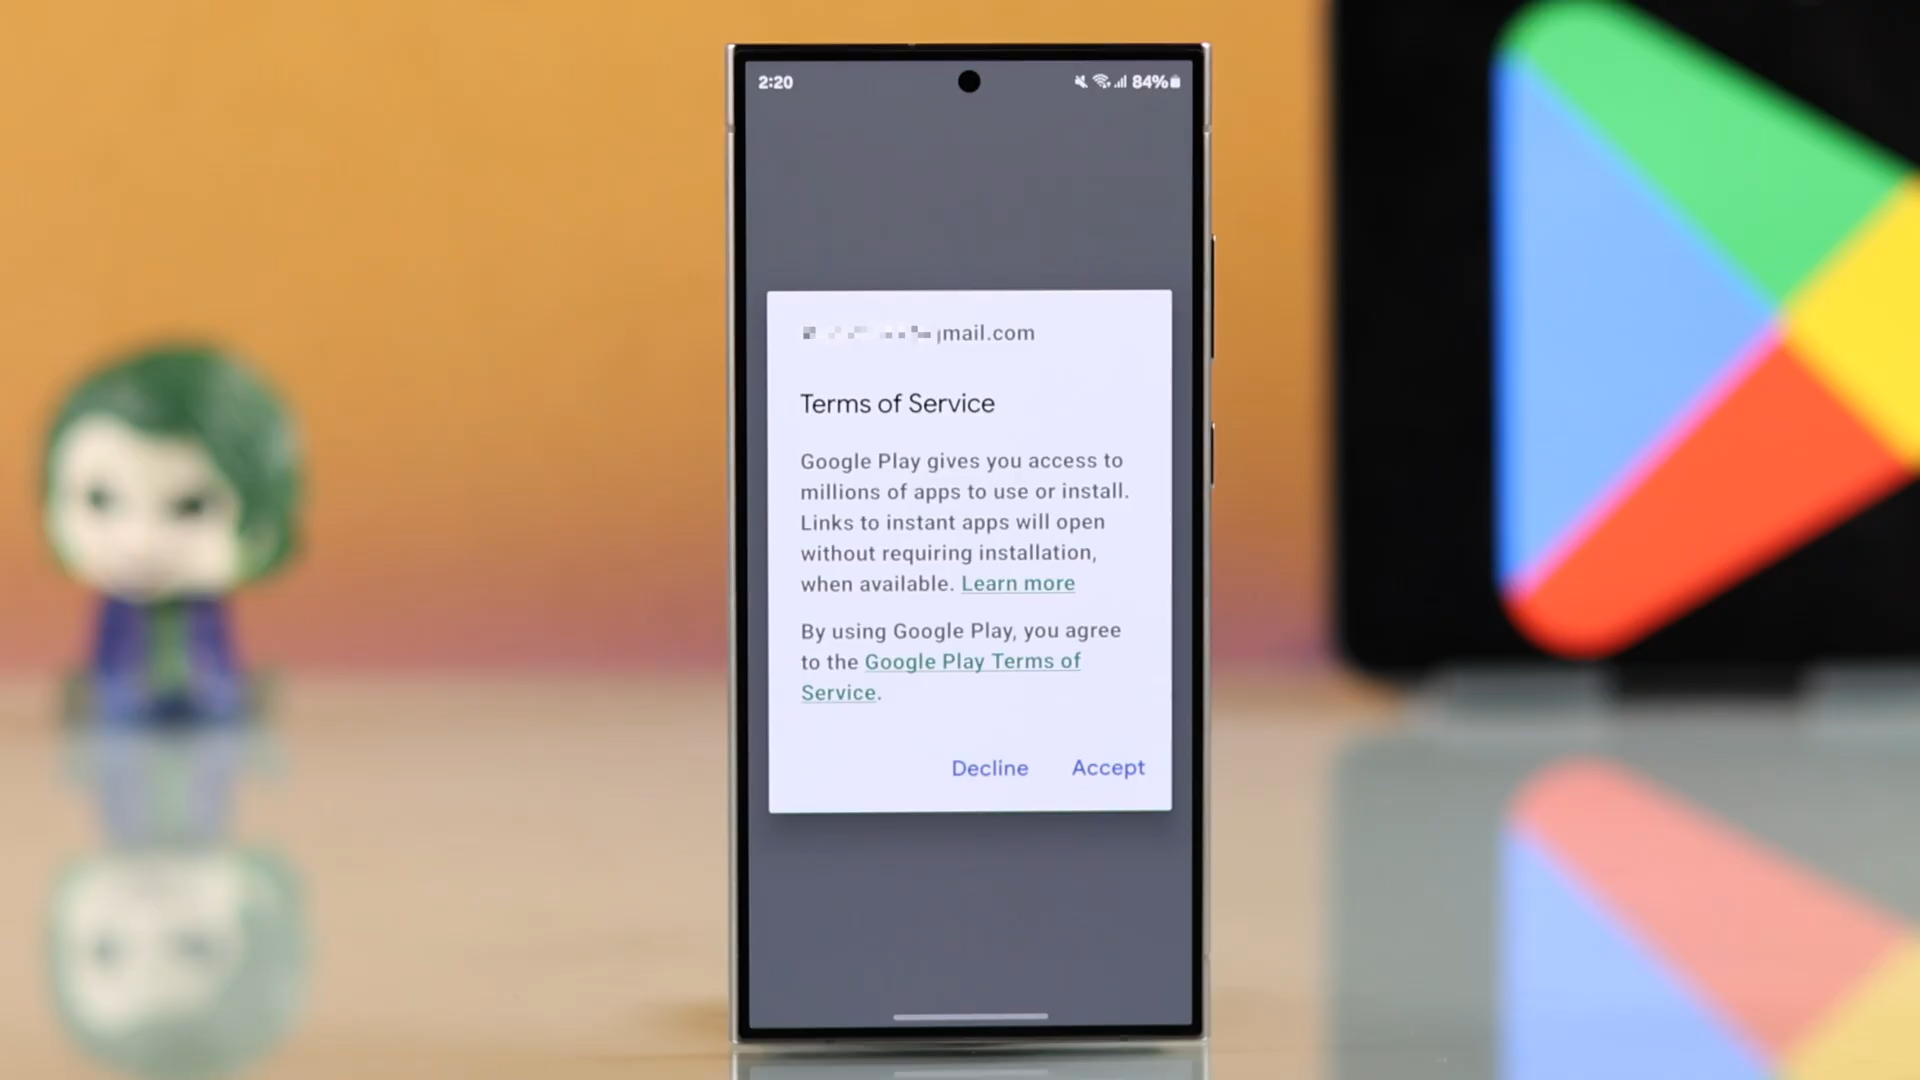 2:20
84%
mail.com
Terms of Service
Google Play gives you access to
millions of apps to use or install.
Links to instant apps will open
without requiring installation,
when available. Learn more
By using Google Play, you agree
to the Google Play Terms of
Service.
Decline
Accept